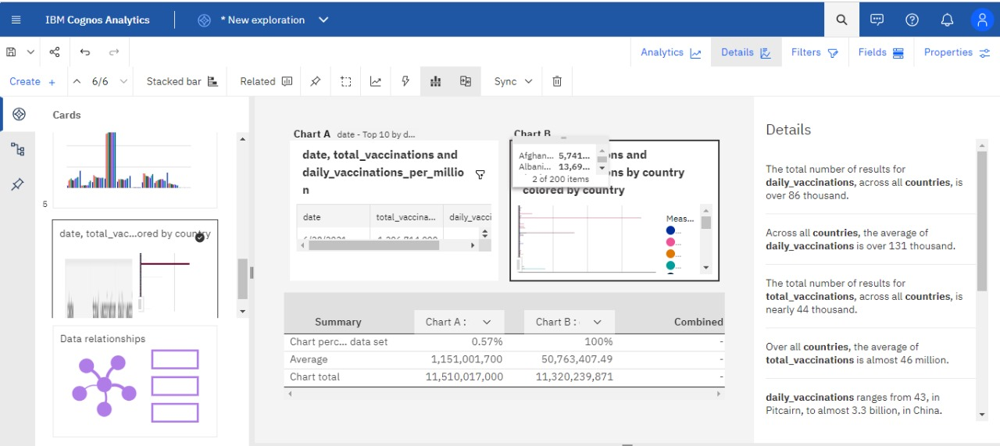 IBM Cognos Analytics
* New exploration
Analytics
Details
Filters
Fields
Properties
Create +
6/6
Stacked bar
Related
Sync
Cards
5
date, total_vac...ored by country
Data relationships
Chart A date - Top 10 by d...
date, total_vaccinations and
daily_vaccinations_per_millio
n
date total_vaccina... daily_vacci
Chart B
Afghan... 5,741...
Albani... 13,69...
2 of 200 items
ns and
ns by country
colored by country
Meas...
Summary Chart A : Chart B : Combined
Chart perc... data set 0.57% 100% -
Average 1,151,001,700 50,763,407.49 -
Chart total 11,510,017,000 11,320,239,871 -
Details
The total number of results for
daily_vaccinations, across all countries, is
over 86 thousand.
Across all countries, the average of
daily_vaccinations is over 131 thousand.
The total number of results for
total_vaccinations, across all countries, is
nearly 44 thousand.
Over all countries, the average of
total_vaccinations is almost 46 million.
daily_vaccinations ranges from 43, in
Pitcairn, to almost 3.3 billion, in China.